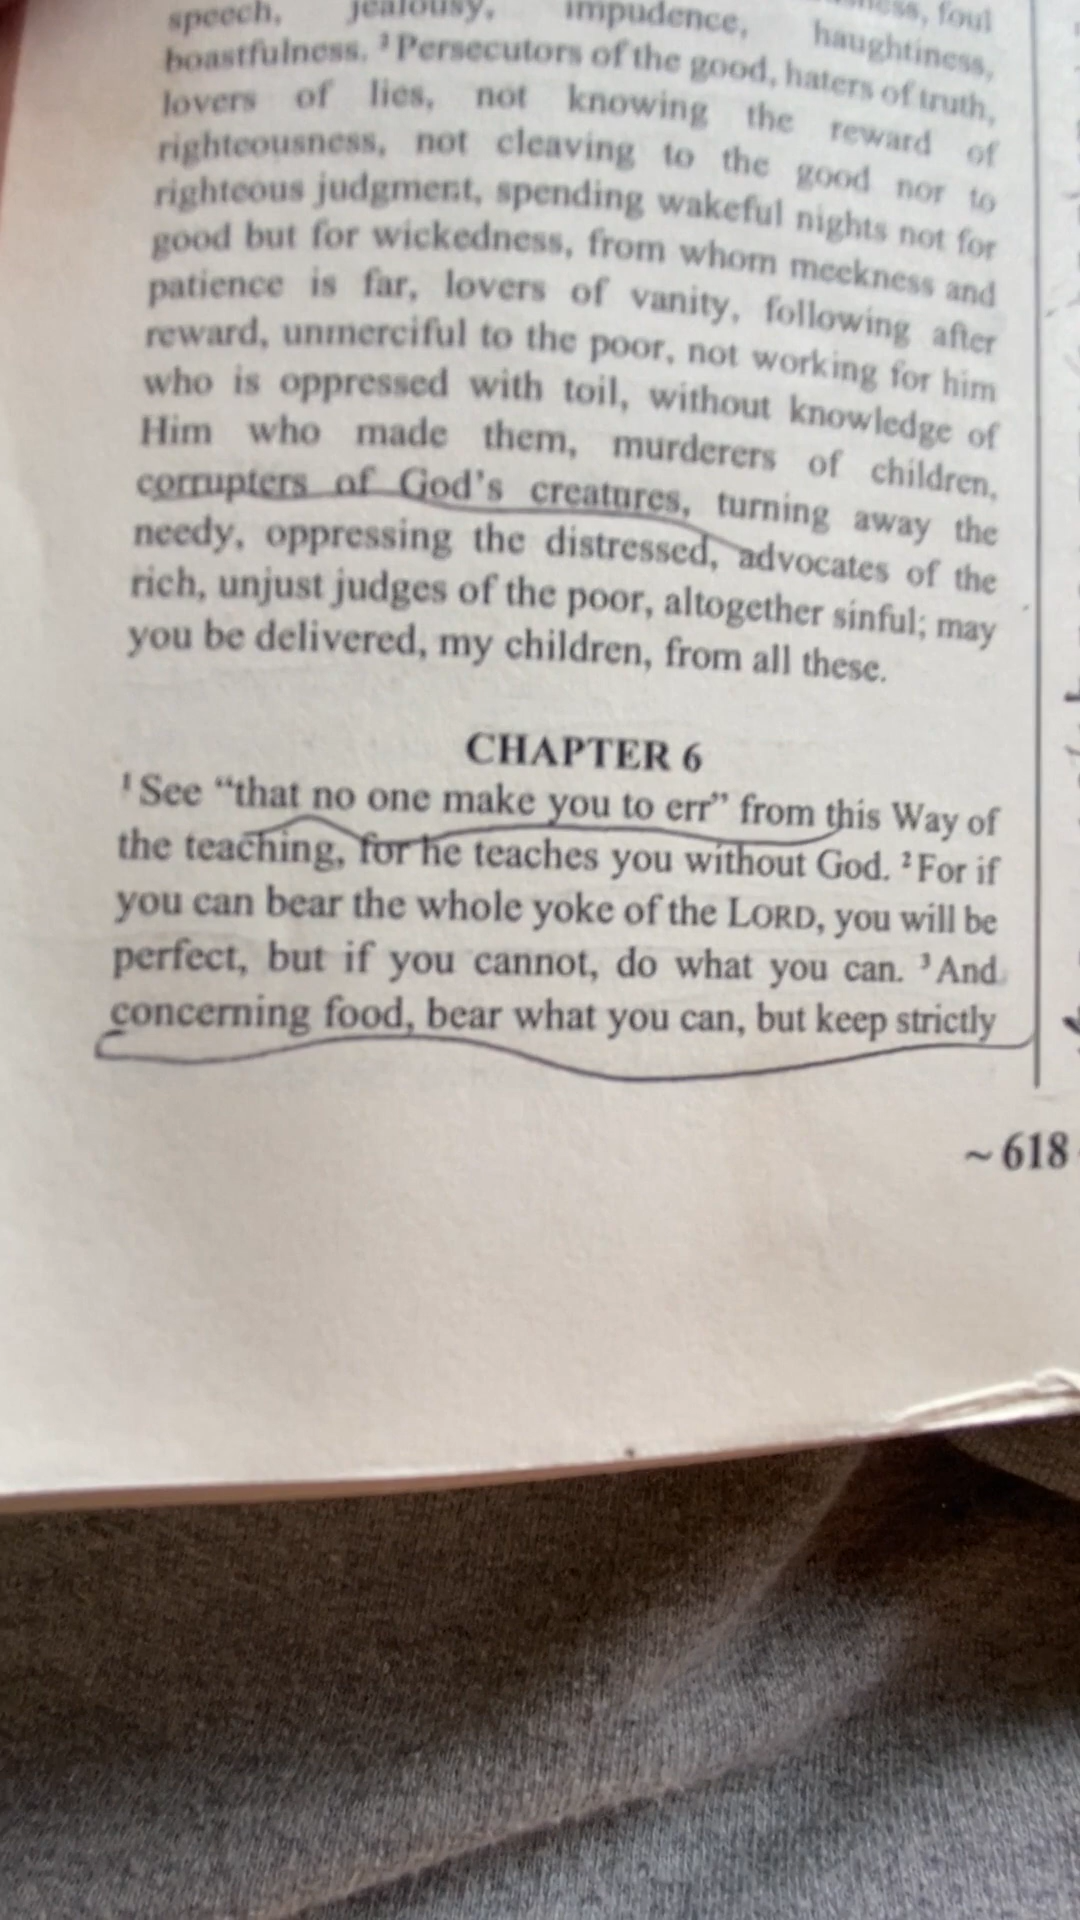 speech, jealousy, impudence, foul haughtiness,
boastfulness. ²Persecutors of the good, haters of truth,
lovers of lies, not knowing the reward of
righteousness, not cleaving to the good nor to
righteous judgment, spending wakeful nights not for
good but for wickedness, from whom meekness and
patience is far, lovers of vanity, following after
reward, unmerciful to the poor, not working for him
who is oppressed with toil, without knowledge of
Him who made them, murderers of children,
corrupters of God's creatures, turning away the
needy, oppressing the distressed, advocates of the
rich, unjust judges of the poor, altogether sinful; may
you be delivered, my children, from all these.
CHAPTER 6
¹See “that no one make you to err” from this Way of
the teaching, for he teaches you without God. ²For if
you can bear the whole yoke of the LORD, you will be
perfect, but if you cannot, do what you can. ³And
concerning food, bear what you can, but keep strictly
~ 618